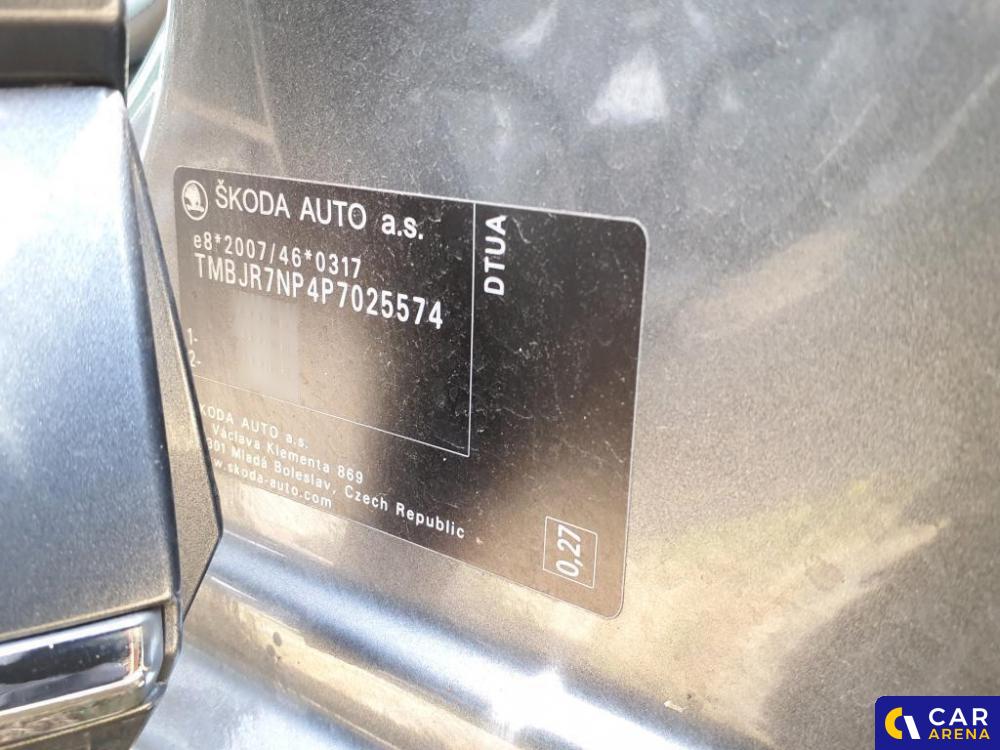 ŠKODA AUTO a.s.
e8*2007/46*0317
TMBJR7NP4P7025574
1-
2-
DTUA
KODA AUTO a.s.
Václava Klementa 869
301 Mladá Boleslav, Czech Republic
w.skoda-auto.com
0,27
CAR
ARENA